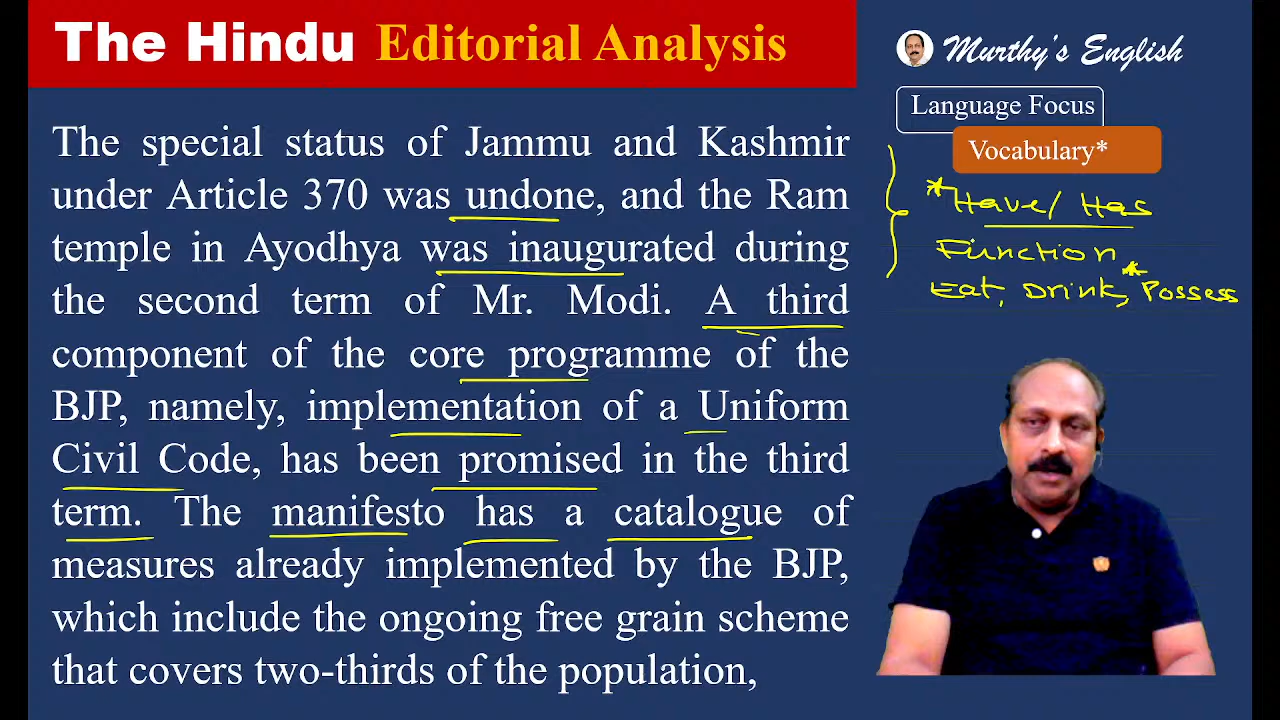 The Hindu Editorial Analysis
Murthy's English
Language Focus
Vocabulary*
*Have/ Has
Function
Eat, Drink, *Possess
The special status of Jammu and Kashmir
under Article 370 was undone, and the Ram
temple in Ayodhya was inaugurated during
the second term of Mr. Modi. A third
component of the core programme of the
BJP, namely, implementation of a Uniform
Civil Code, has been promised in the third
term. The manifesto has a catalogue of
measures already implemented by the BJP,
which include the ongoing free grain scheme
that covers two-thirds of the population,